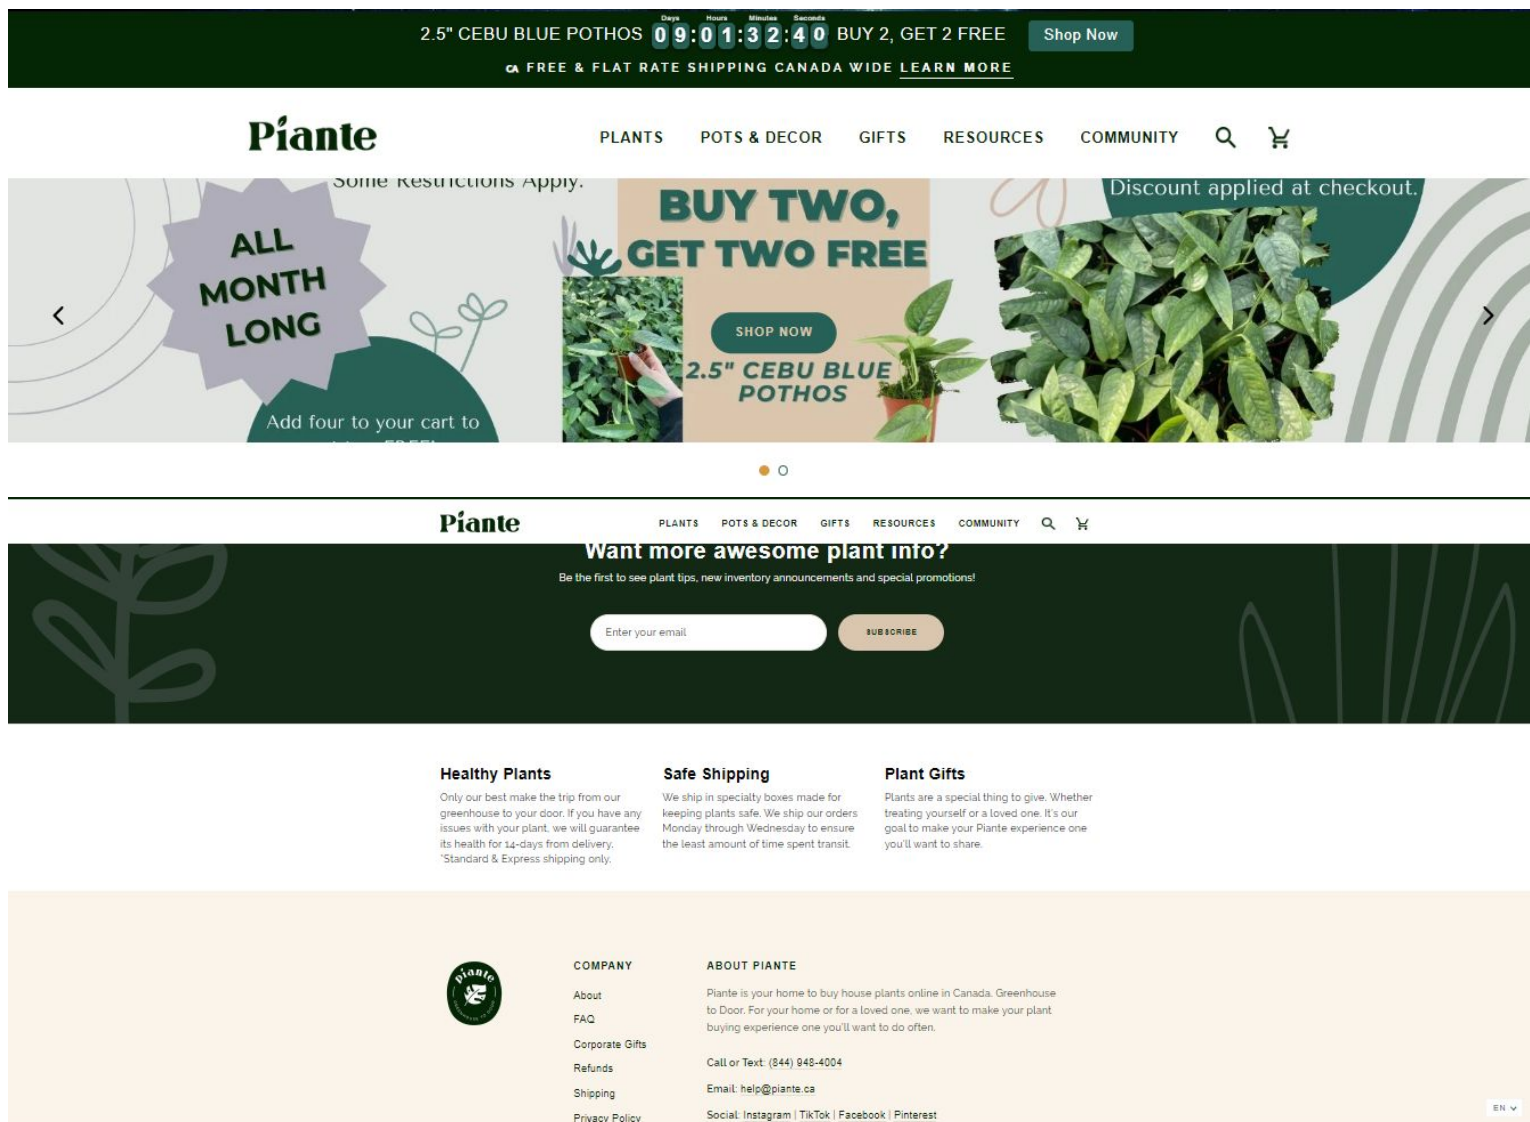 Days Hours Minutes Seconds
2.5" CEBU BLUE POTHOS 09:01:32:40 BUY 2, GET 2 FREE Shop Now
CA FREE & FLAT RATE SHIPPING CANADA WIDE LEARN MORE
Piante PLANTS POTS & DECOR GIFTS RESOURCES COMMUNITY
Some Restrictions Apply.
ALL
MONTH
LONG
Add four to your cart to
BUY TWO,
GET TWO FREE
SHOP NOW
2.5" CEBU BLUE
POTHOS
Discount applied at checkout.
Piante PLANTS POTS & DECOR GIFTS RESOURCES COMMUNITY
Want more awesome plant info?
Be the first to see plant tips, new inventory announcements and special promotions!
Enter your email SUBSCRIBE
Healthy Plants
Only our best make the trip from our
greenhouse to your door. If you have any
issues with your plant, we will guarantee
its health for 14-days from delivery.
*Standard & Express shipping only.
Safe Shipping
We ship in specialty boxes made for
keeping plants safe. We ship our orders
Monday through Wednesday to ensure
the least amount of time spent transit.
Plant Gifts
Plants are a special thing to give. Whether
treating yourself or a loved one. It's our
goal to make your Piante experience one
you'll want to share.
piante
COMPANY
About
FAQ
Corporate Gifts
Refunds
Shipping
Privacy Policy
ABOUT PIANTE
Piante is your home to buy house plants online in Canada. Greenhouse
to Door. For your home or for a loved one, we want to make your plant
buying experience one you'll want to do often.
Call or Text: (844) 948-4004
Email: help@piante.ca
Social: Instagram | TikTok | Facebook | Pinterest
EN